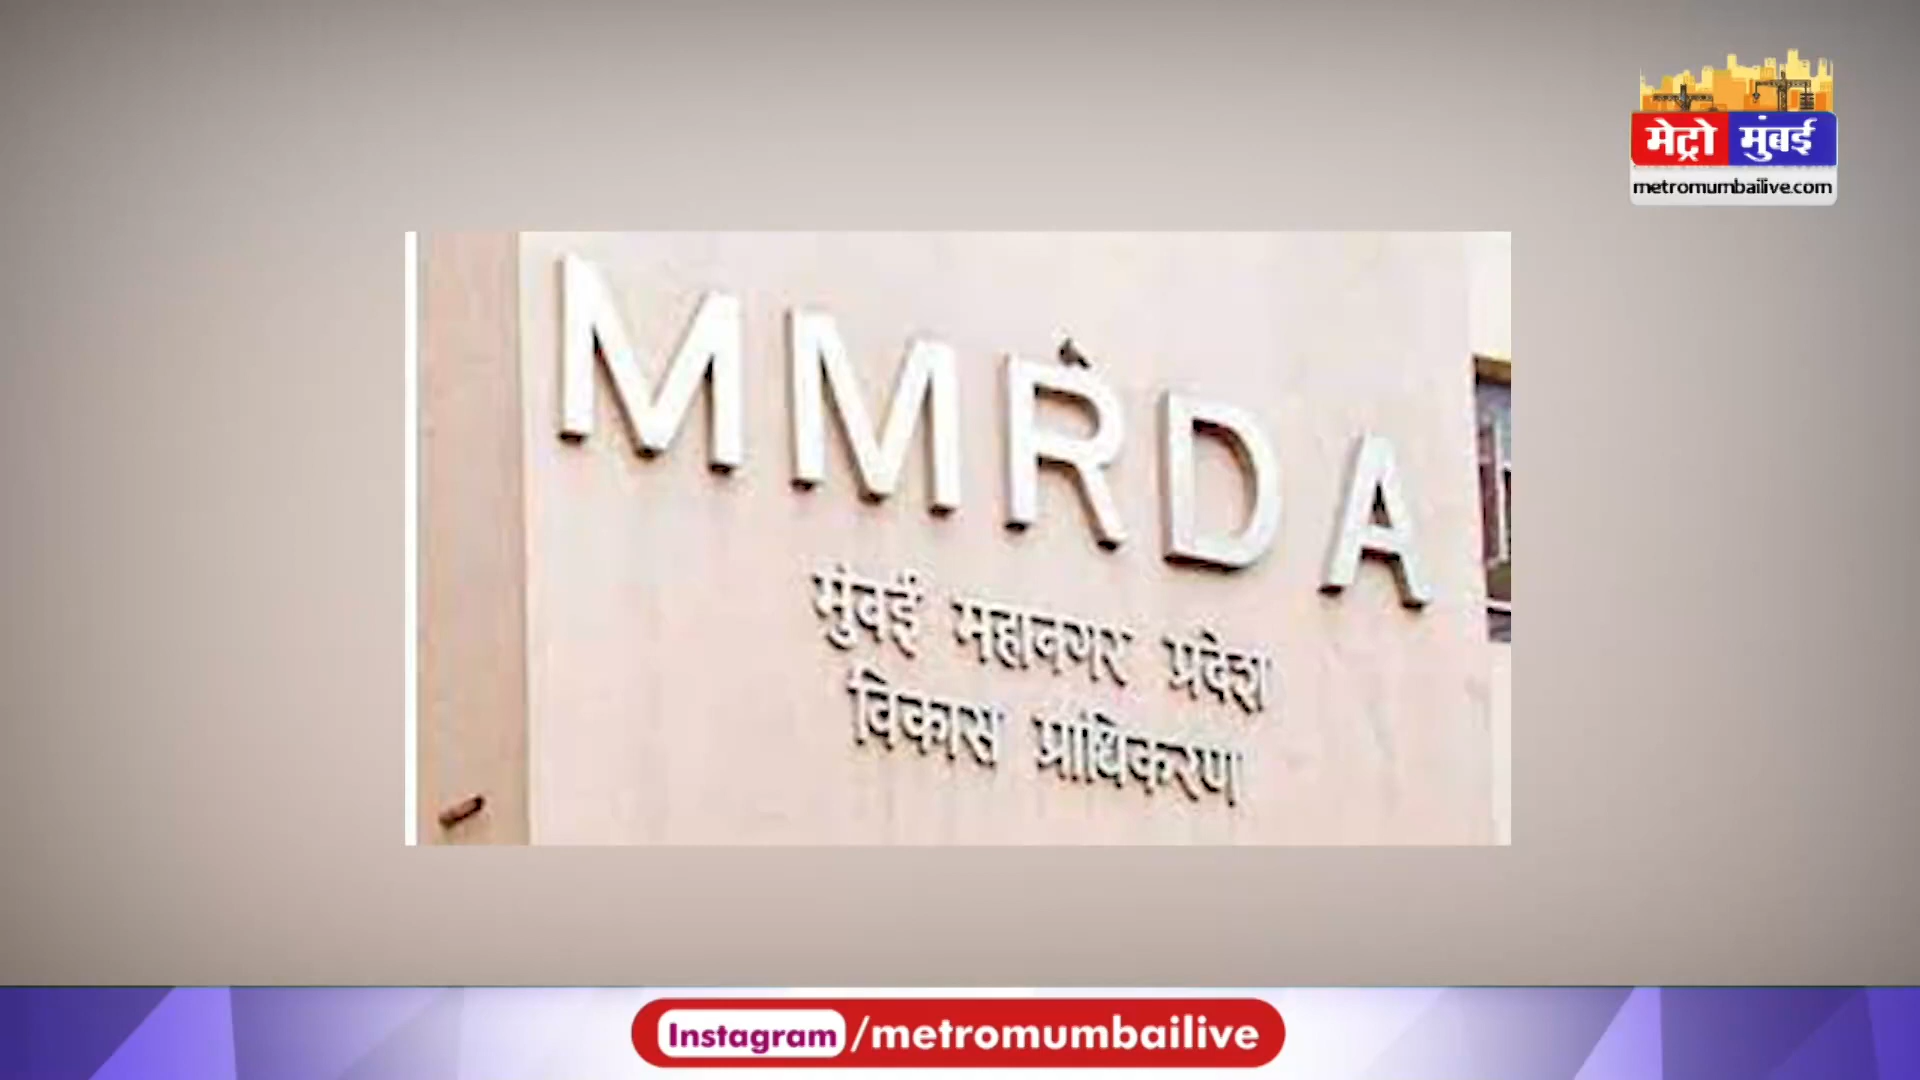 मेट्रो मुंबई
metromumbailive.com
MMRDA
मुंबई महानगर प्रदेश
विकास प्राधिकरण
Instagram /metromumbailive